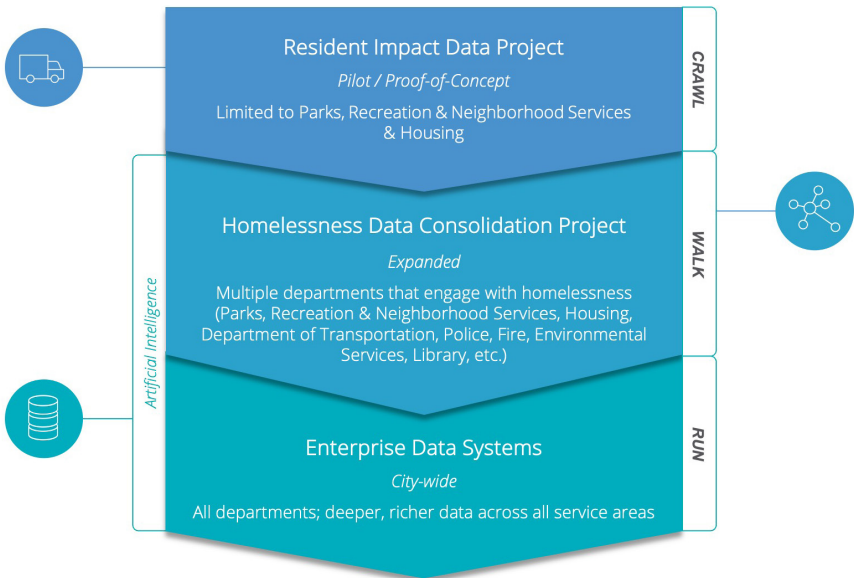 Resident Impact Data Project
Pilot / Proof-of-Concept
Limited to Parks, Recreation & Neighborhood Services
& Housing
CRAWL
Homelessness Data Consolidation Project
Expanded
Multiple departments that engage with homelessness
(Parks, Recreation & Neighborhood Services, Housing,
Department of Transportation, Police, Fire, Environmental
Services, Library, etc.)
WALK
Artificial Intelligence
Enterprise Data Systems
City-wide
All departments; deeper, richer data across all service areas
RUN